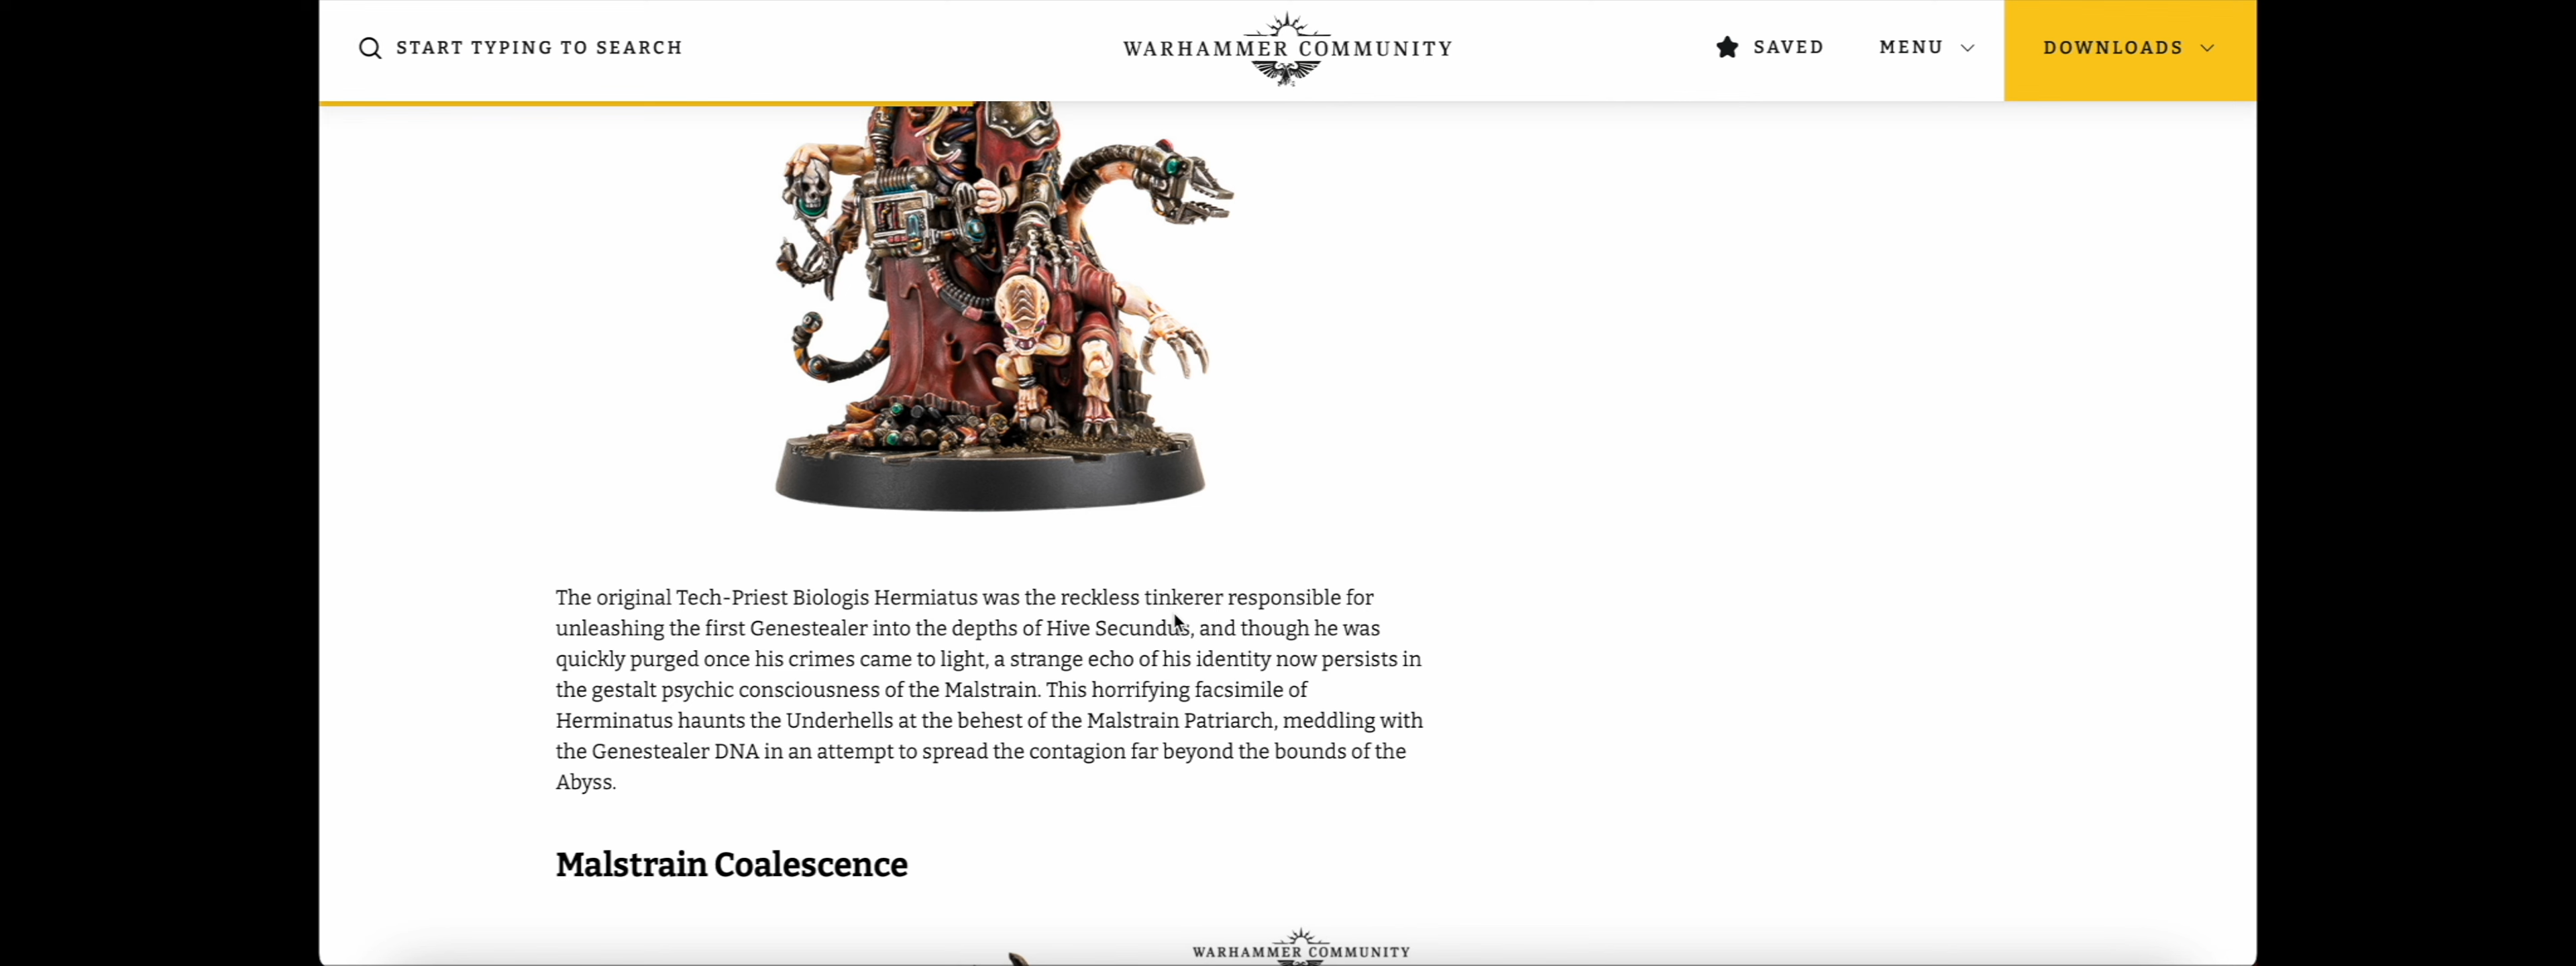 START TYPING TO SEARCH
WARHAMMER COMMUNITY
SAVED
MENU
DOWNLOADS
The original Tech-Priest Biologis Hermiatus was the reckless tinkerer responsible for
unleashing the first Genestealer into the depths of Hive Secundus, and though he was
quickly purged once his crimes came to light, a strange echo of his identity now persists in
the gestalt psychic consciousness of the Malstrain. This horrifying facsimile of
Herminatus haunts the Underhells at the behest of the Malstrain Patriarch, meddling with
the Genestealer DNA in an attempt to spread the contagion far beyond the bounds of the
Abyss.
Malstrain Coalescence
WARHAMMER COMMUNITY